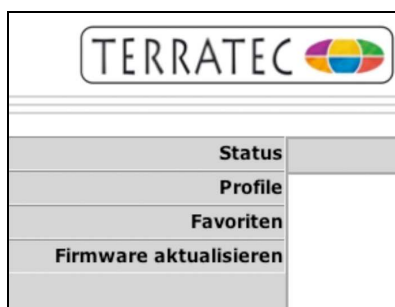 TERRATEC
Status
Profile
Favoriten
Firmware aktualisieren